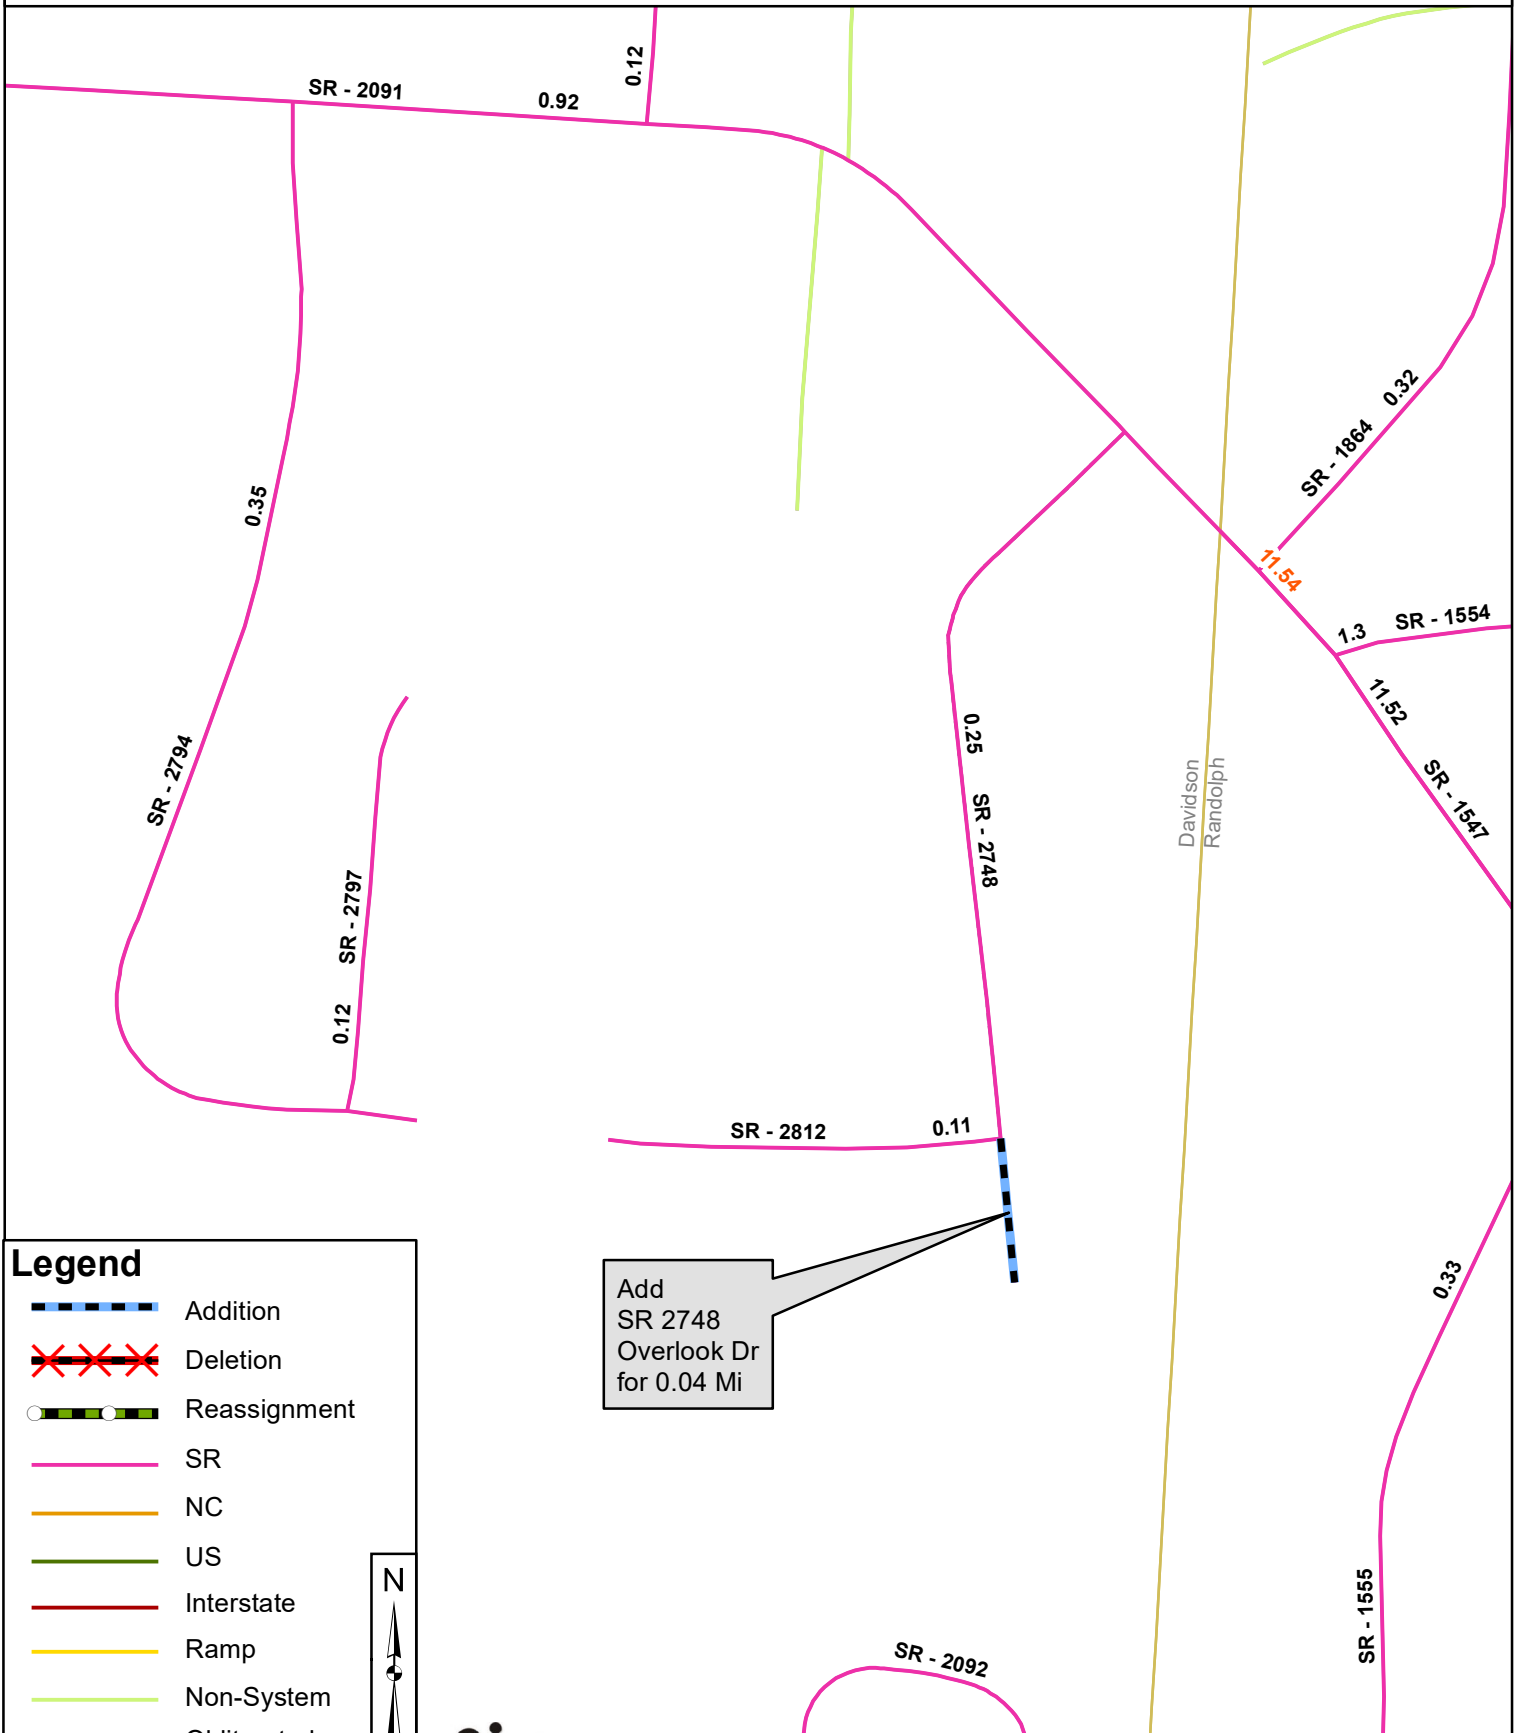 0.12
SR - 2091
0.92
0.32
SR - 1864
0.35
11.54
SR - 1554
1.3
11.52
0.25
SR - 2794
SR - 1547
Davidson
Randolph
SR - 2748
SR - 2797
0.12
SR - 2812
0.11
Add
SR 2748
Overlook Dr
for 0.04 Mi
0.33
Legend
Addition
Deletion
Reassignment
SR
NC
US
Interstate
Ramp
Non-System
N
SR - 1555
SR - 2092